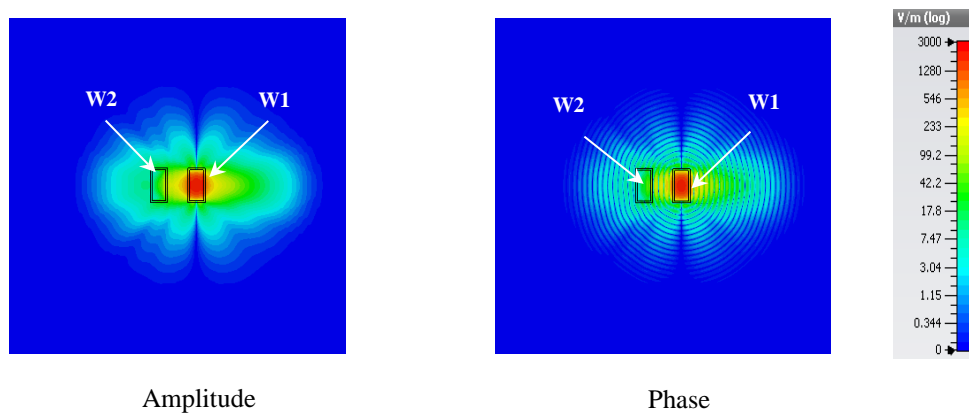 W2
W1
W2
W1
V/m (log)
3000
1280
546
233
99.2
42.2
17.8
7.47
3.04
1.15
0.344
0
Amplitude
Phase